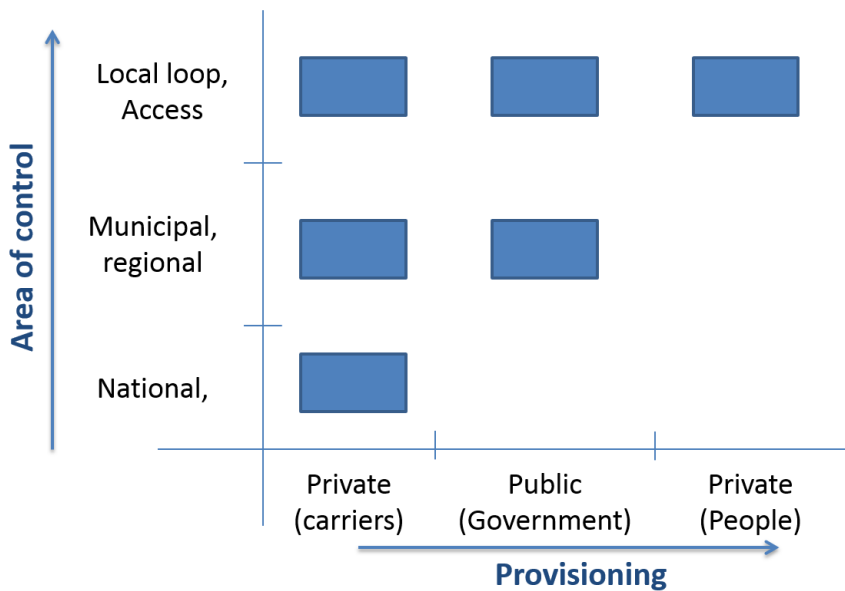 Local loop,
Access
Municipal,
regional
National,
Area of control
Private
(carriers)
Public
(Government)
Private
(People)
Provisioning